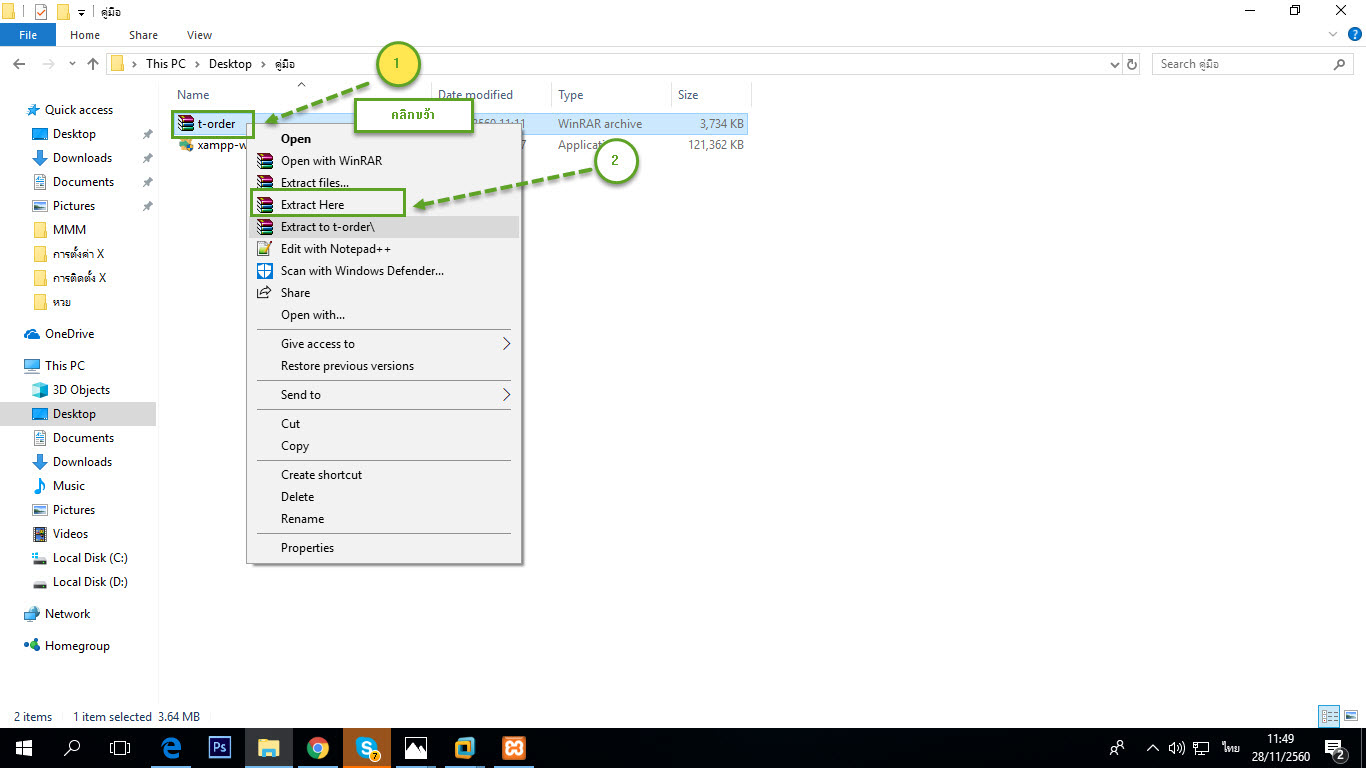 คู่มือ
File Home Share View
This PC Desktop คู่มือ
Search คู่มือ
1
Name Date modified Type Size
คลิกขวา
t-order 2560 11:11 WinRAR archive 3,734 KB
xampp-w 7 Applicati 121,362 KB
2
Quick access
Desktop
Downloads
Documents
Pictures
MMM
การตั้งค่า X
การติดตั้ง X
หวย
OneDrive
This PC
3D Objects
Desktop
Documents
Downloads
Music
Pictures
Videos
Local Disk (C:)
Local Disk (D:)
Network
Homegroup
Open
Open with WinRAR
Extract files...
Extract Here
Extract to t-order\
Edit with Notepad++
Scan with Windows Defender...
Share
Open with...
Give access to
Restore previous versions
Send to
Cut
Copy
Create shortcut
Delete
Rename
Properties
2 items 1 item selected 3.64 MB
Ps
7
ไทย
11:49
28/11/2560
2